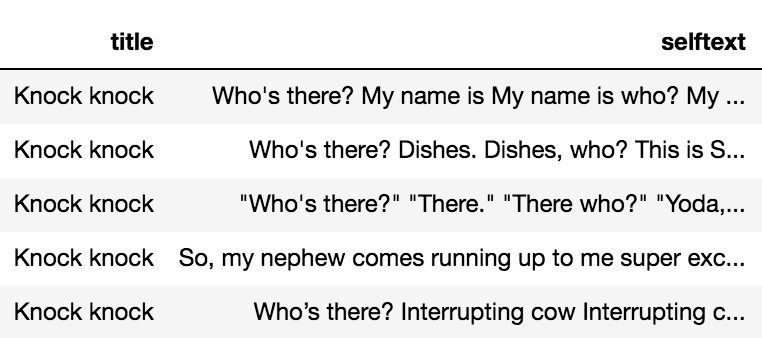 title selftext
Knock knock Who's there? My name is My name is who? My ...
Knock knock Who's there? Dishes. Dishes, who? This is S...
Knock knock "Who's there?" "There." "There who?" "Yoda,...
Knock knock So, my nephew comes running up to me super exc...
Knock knock Who’s there? Interrupting cow Interrupting c...